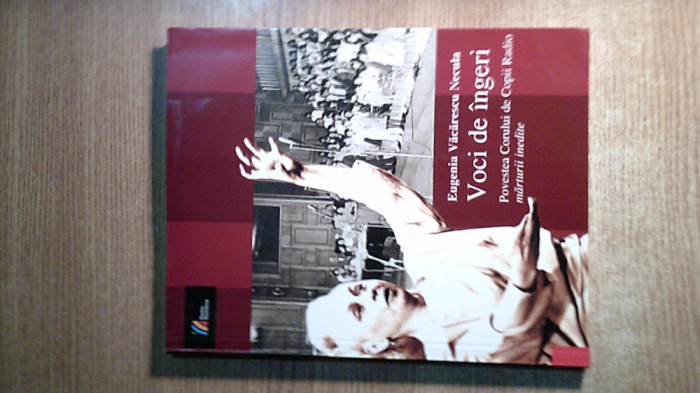 Eugenia Văcărescu Necula
Voci de îngeri
Povestea Corului de Copii Radio
mărturii inedite